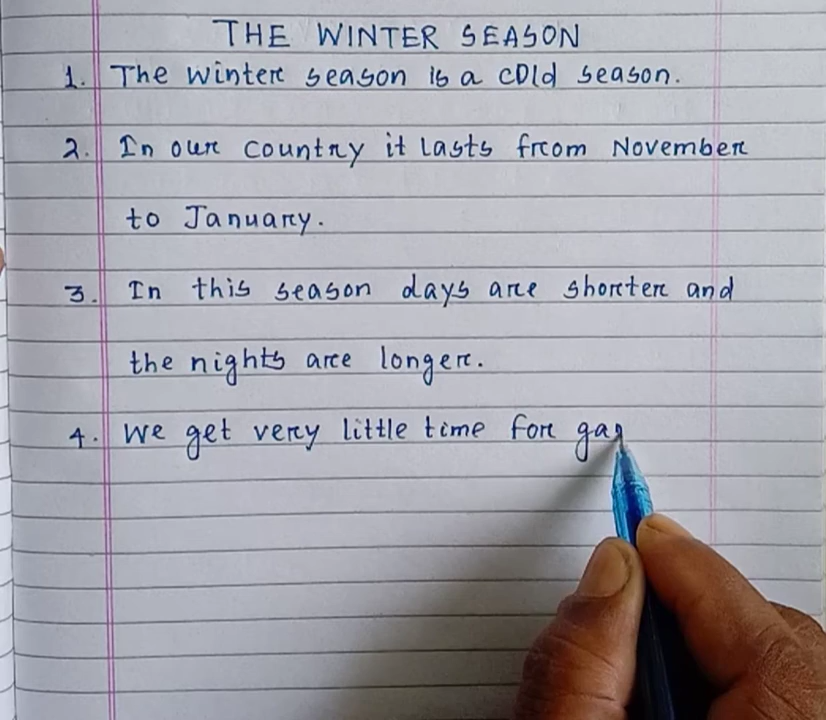 THE WINTER SEASON
1. The winter season is a cold season.
2. In our country it lasts from November
to January.
3. In this season days are shorter and
the nights are longer.
4. We get very little time for